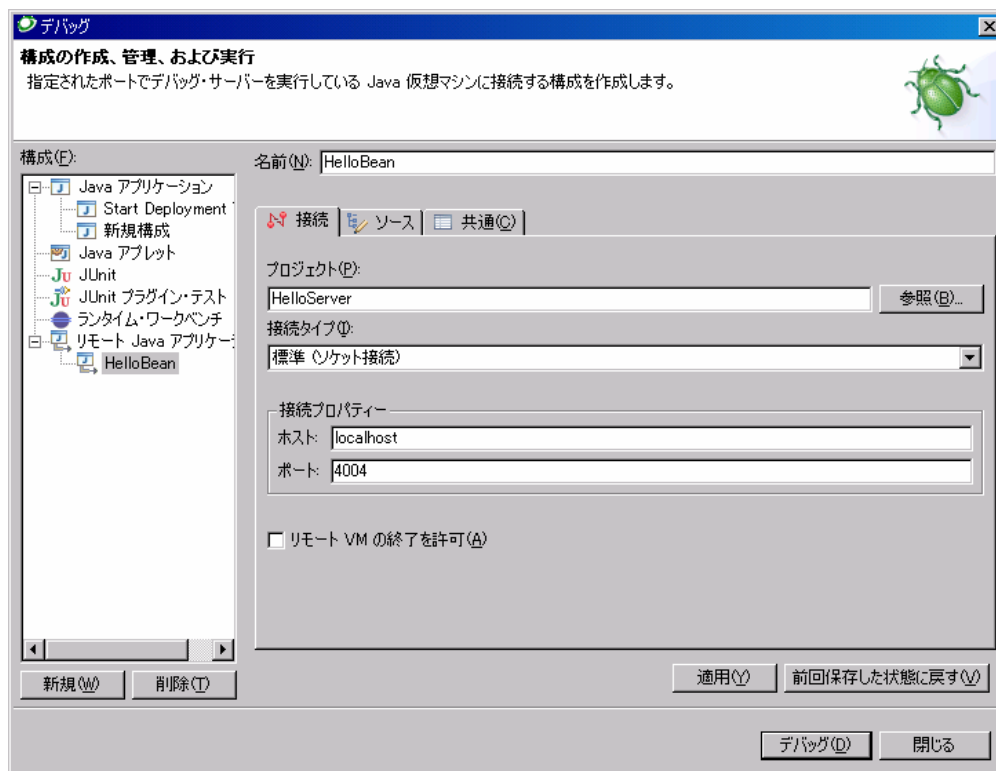 デバッグ
構成の作成、管理、および実行
指定されたポートでデバッグ・サーバーを実行している Java 仮想マシンに接続する構成を作成します。
構成(F):
名前(N): HelloBean
Java アプリケーション
Start Deployment
新規構成
Java アプレット
JUnit
JUnit プラグイン・テスト
ランタイム・ワークベンチ
リモート Java アプリケー
HelloBean
接続 ソース 共通(C)
プロジェクト(P):
HelloServer 参照(B)...
接続タイプ(I):
標準 (ソケット接続)
接続プロパティー
ホスト: localhost
ポート: 4004
リモート VM の終了を許可(A)
新規(W) 削除(T)
適用(Y) 前回保存した状態に戻す(V)
デバッグ(D) 閉じる